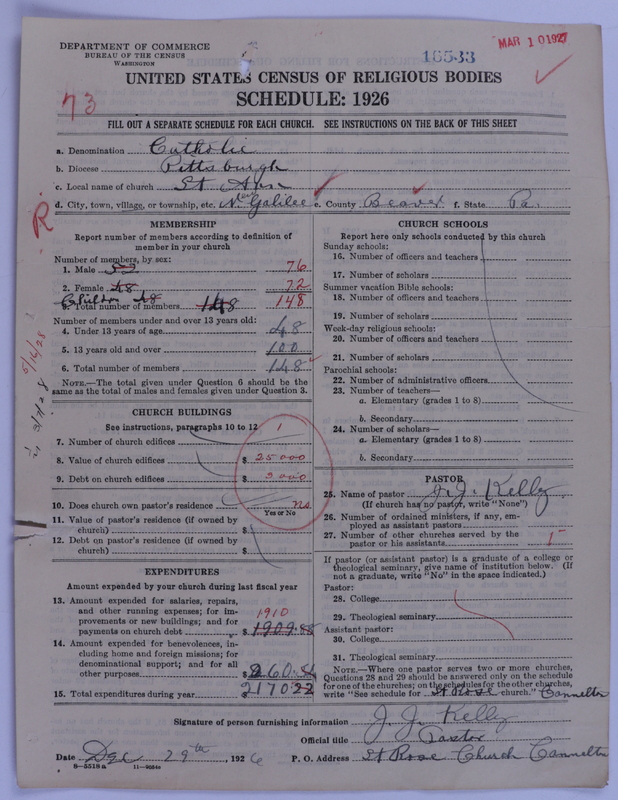 DEPARTMENT OF COMMERCE
BUREAU OF THE CENSUS
WASHINGTON
16533
MAR 10 1927
UNITED STATES CENSUS OF RELIGIOUS BODIES
SCHEDULE: 1926
73
FILL OUT A SEPARATE SCHEDULE FOR EACH CHURCH. SEE INSTRUCTIONS ON THE BACK OF THIS SHEET
a. Denomination Catholic
b. Diocese Pittsburgh
c. Local name of church St Ann
d. City, town, village, or township, etc. Nr Galilee e. County Beaver f. State Pa.
R
MEMBERSHIP
Report number of members according to definition of
member in your church
Number of members, by sex:
1. Male 52 76
2. Female 48 72
Children 48
3. Total number of members 148 148
Number of members under and over 13 years old:
4. Under 13 years of age 48
5. 13 years old and over 100
6. Total number of members 148
NOTE.—The total given under Question 6 should be
same as the total of males and females given under Question 3.
5/14/28
CHURCH BUILDINGS
See instructions, paragraphs 10 to 12
7. Number of church edifices 1
8. Value of church edifices $ 25000
9. Debt on church edifices $ 3000
10. Does church own pastor's residence no
Yes or No
11. Value of pastor's residence (if owned by
church) $
12. Debt on pastor's residence (if owned by
church) $
EXPENDITURES
Amount expended by your church during last fiscal year
13. Amount expended for salaries, repairs,
and other running expenses; for im-
provements or new buildings; and for
payments on church debt $ 1909.88
1910
14. Amount expended for benevolences, in-
cluding home and foreign missions; for
denominational support; and for all
other purposes $ 260.34
15. Total expenditures during year $ 2170.22
CHURCH SCHOOLS
Report here only schools conducted by this church
Sunday schools:
16. Number of officers and teachers
17. Number of scholars
Summer vacation Bible schools:
18. Number of officers and teachers
19. Number of scholars
Week-day religious schools:
20. Number of officers and teachers
21. Number of scholars
Parochial schools:
22. Number of administrative officers
23. Number of teachers—
a. Elementary (grades 1 to 8)
b. Secondary
24. Number of scholars—
a. Elementary (grades 1 to 8)
b. Secondary
PASTOR
25. Name of pastor J. J. Kelly
(If church has no pastor, write "None")
26. Number of ordained ministers, if any, em-
ployed as assistant pastors
27. Number of other churches served by the
pastor or his assistants 1
If pastor (or assistant pastor) is a graduate of a college or
theological seminary, give name of institution below. (If
not a graduate, write "No" in the space indicated.)
Pastor:
28. College
29. Theological seminary
Assistant pastor:
30. College
31. Theological seminary
NOTE.—Where one pastor serves two or more churches,
Questions 28 and 29 should be answered only on the schedule
for one of the churches; on the schedules for the other churches,
write "See schedule for St Rose church." Cannelton
Signature of person furnishing information J. J. Kelly
Official title Pastor
Date Dec 29th, 1926 P. O. Address St Rose Church Cannelton
8—5518a 11—9554e